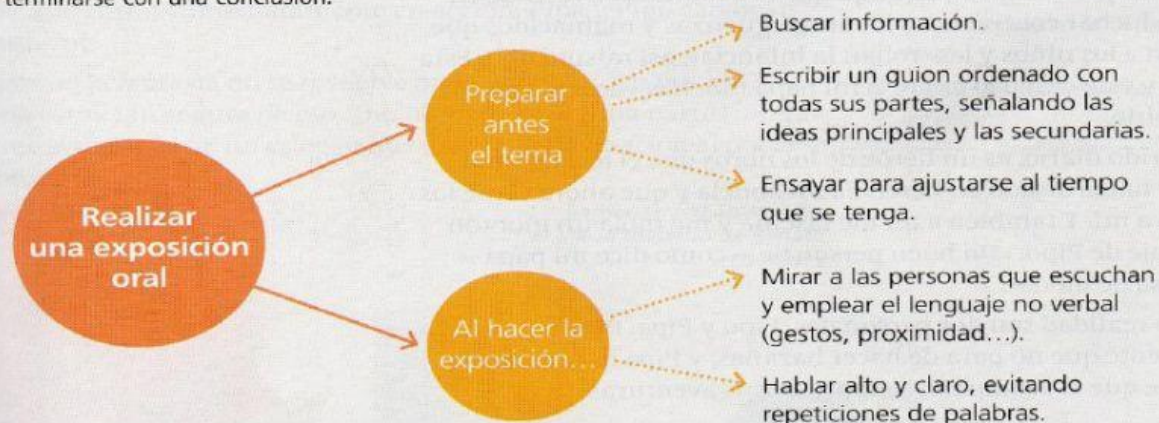 terminarse con una conclusión.
Realizar
una exposición
oral
Preparar
antes
el tema
Buscar información.
Escribir un guion ordenado con
todas sus partes, señalando las
ideas principales y las secundarias.
Ensayar para ajustarse al tiempo
que se tenga.
Al hacer la
exposición...
Mirar a las personas que escuchan
y emplear el lenguaje no verbal
(gestos, proximidad...).
Hablar alto y claro, evitando
repeticiones de palabras.